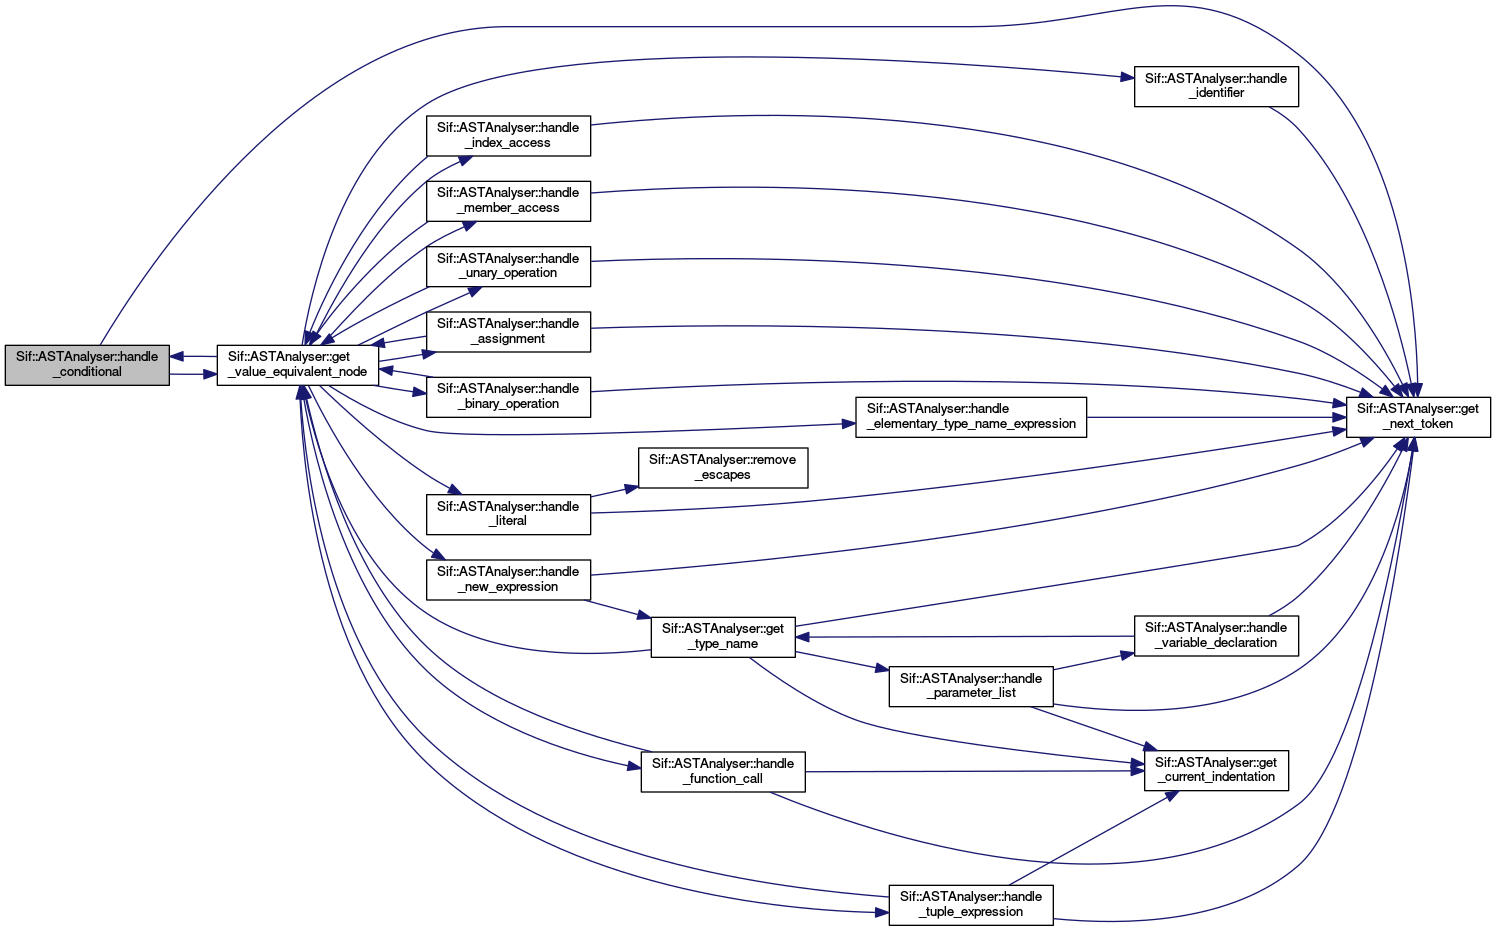 Sif::ASTAnalyser::handle
_conditional
Sif::ASTAnalyser::get
_value_equivalent_node
Sif::ASTAnalyser::handle
_identifier
Sif::ASTAnalyser::handle
_index_access
Sif::ASTAnalyser::handle
_member_access
Sif::ASTAnalyser::handle
_unary_operation
Sif::ASTAnalyser::handle
_assignment
Sif::ASTAnalyser::handle
_binary_operation
Sif::ASTAnalyser::handle
_elementary_type_name_expression
Sif::ASTAnalyser::get
_next_token
Sif::ASTAnalyser::remove
_escapes
Sif::ASTAnalyser::handle
_literal
Sif::ASTAnalyser::handle
_new_expression
Sif::ASTAnalyser::get
_type_name
Sif::ASTAnalyser::handle
_variable_declaration
Sif::ASTAnalyser::handle
_parameter_list
Sif::ASTAnalyser::handle
_function_call
Sif::ASTAnalyser::get
_current_indentation
Sif::ASTAnalyser::handle
_tuple_expression